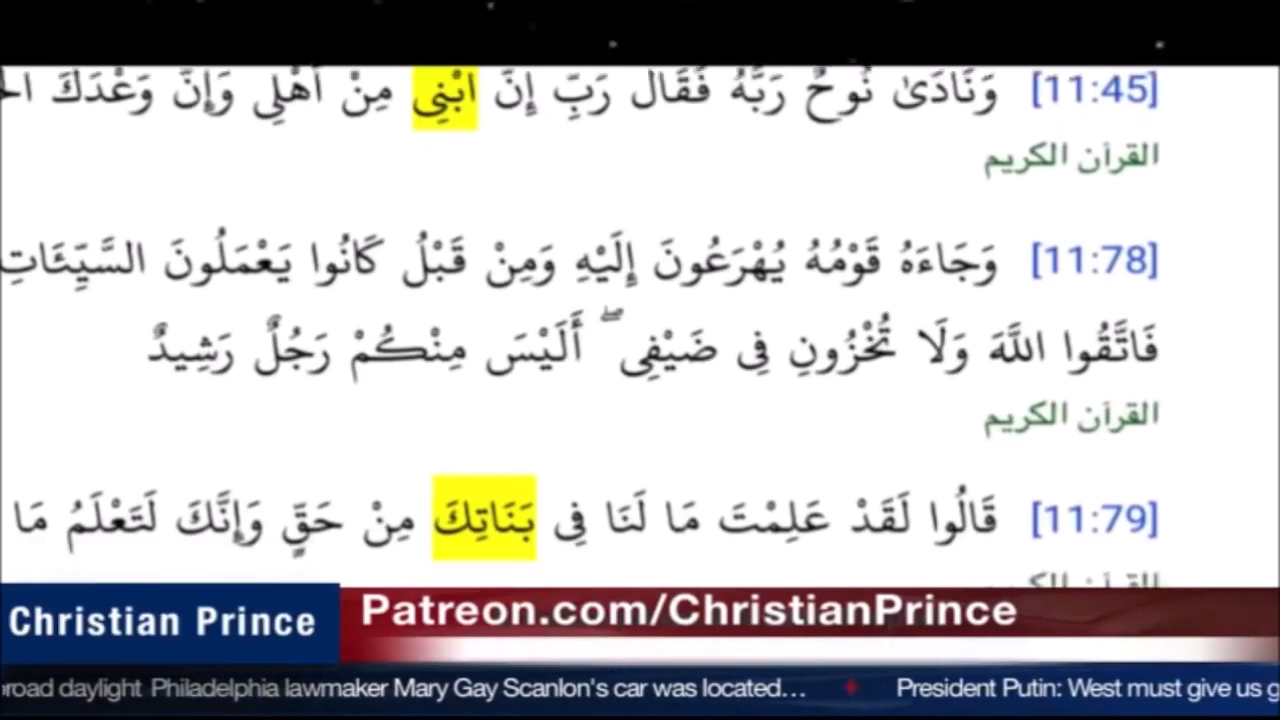 [11:45] وَنَادَىٰ نُوحٌ رَبَّهُ فَقَالَ رَبِّ إِنَّ ابْنِي مِنْ أَهْلِي وَإِنَّ وَعْدَكَ
القرآن الكريم
[11:78] وَجَاءَهُ قَوْمُهُ يُهْرَعُونَ إِلَيْهِ وَمِنْ قَبْلُ كَانُوا يَعْمَلُونَ السَّيِّئَاتِ
فَاتَّقُوا اللَّهَ وَلَا تُخْزُونِ فِي ضَيْفِي ۖ أَلَيْسَ مِنْكُمْ رَجُلٌ رَشِيدٌ
القرآن الكريم
[11:79] قَالُوا لَقَدْ عَلِمْتَ مَا لَنَا فِي بَنَاتِكَ مِنْ حَقٍّ وَإِنَّكَ لَتَعْلَمُ مَا
Christian Prince
Patreon.com/ChristianPrince
road daylight Philadelphia lawmaker Mary Gay Scanlon's car was located... President Putin: West must give us g